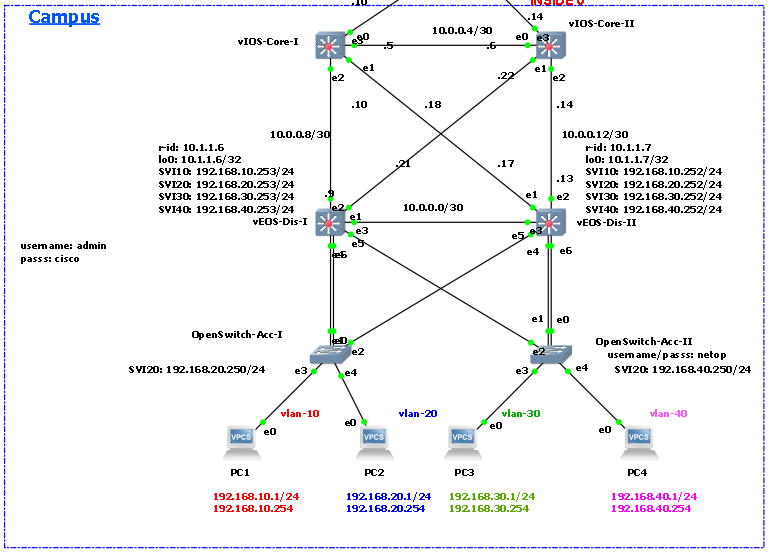 INSIDE 0
.10
.14
Campus
vIOS-Core-I
vIOS-Core-II
e0
e3
.5
10.0.0.4/30
.6
e0
e3
e2
e1
.22
e1
e2
.10
.18
.14
10.0.0.8/30
10.0.0.12/30
r-id: 10.1.1.6
lo0: 10.1.1.6/32
SVI10: 192.168.10.253/24
SVI20: 192.168.20.253/24
SVI30: 192.168.30.253/24
SVI40: 192.168.40.253/24
r-id: 10.1.1.7
lo0: 10.1.1.7/32
SVI10: 192.168.10.252/24
SVI20: 192.168.20.252/24
SVI30: 192.168.30.252/24
SVI40: 192.168.40.252/24
.21
.17
.13
.9
e2
e1
10.0.0.0/30
e1
e2
vEOS-Dis-I
vEOS-Dis-II
e3
e5
e5
e3
e6
e4
e6
username: admin
passs: cisco
OpenSwitch-Acc-I
e0
e2
e1
e0
e2
OpenSwitch-Acc-II
username/passs: netop
SVI20: 192.168.20.250/24
SVI20: 192.168.40.250/24
e3
e4
e3
e4
vlan-10
vlan-20
vlan-30
vlan-40
e0
e0
e0
e0
VPCS
VPCS
VPCS
VPCS
PC1
PC2
PC3
PC4
192.168.10.1/24
192.168.10.254
192.168.20.1/24
192.168.20.254
192.168.30.1/24
192.168.30.254
192.168.40.1/24
192.168.40.254